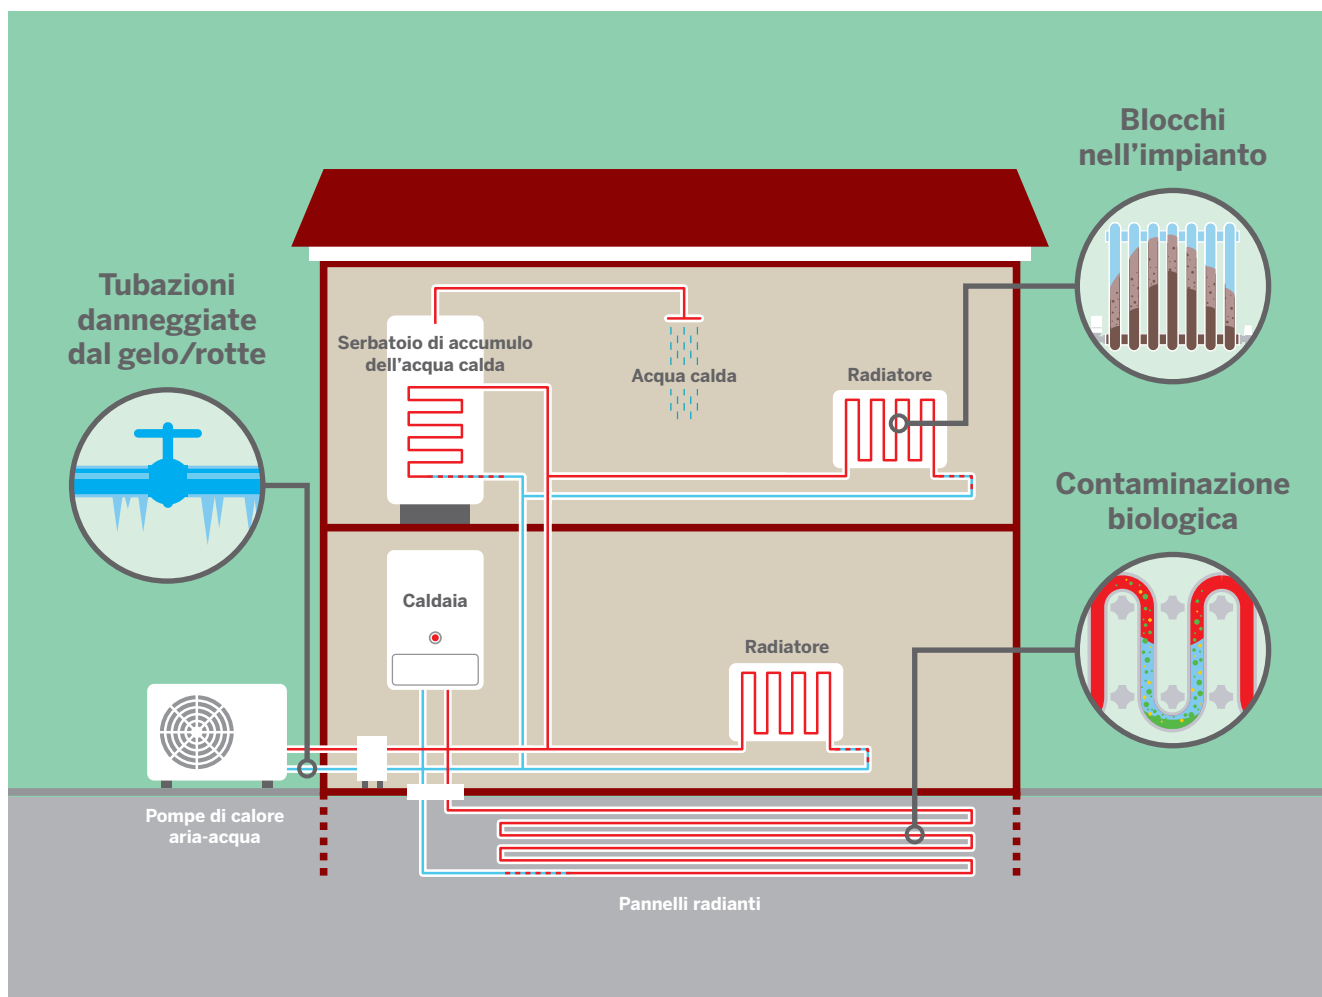 Blocchi
nell’impianto
Tubazioni
danneggiate
dal gelo/rotte
Serbatoio di accumulo
dell’acqua calda
Acqua calda
Radiatore
Contaminazione
biologica
Caldaia
Radiatore
Pompe di calore
aria-acqua
Pannelli radianti